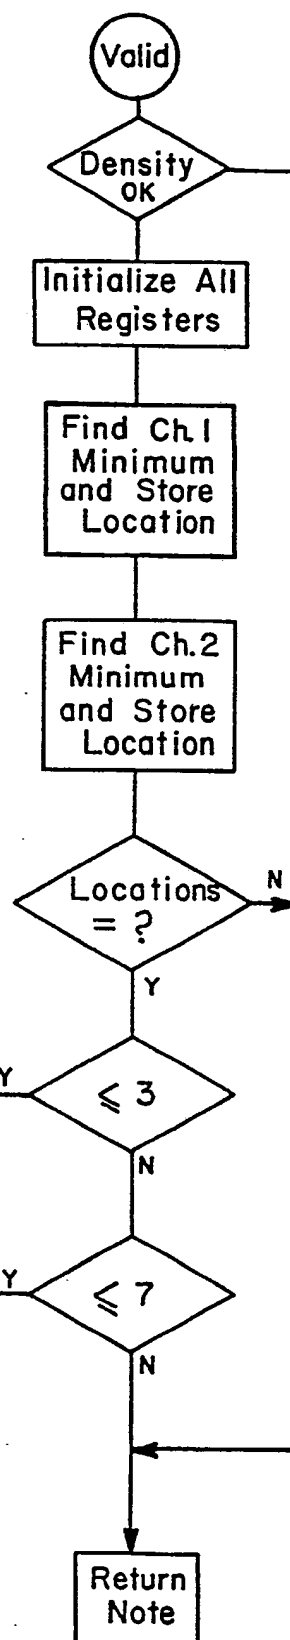 Valid
Density
OK
Initialize All
Registers
Find Ch.1
Minimum
and Store
Location
Find Ch.2
Minimum
and Store
Location
Locations
= ?
N
Y
≤ 3
Y
N
≤ 7
Y
N
Return
Note